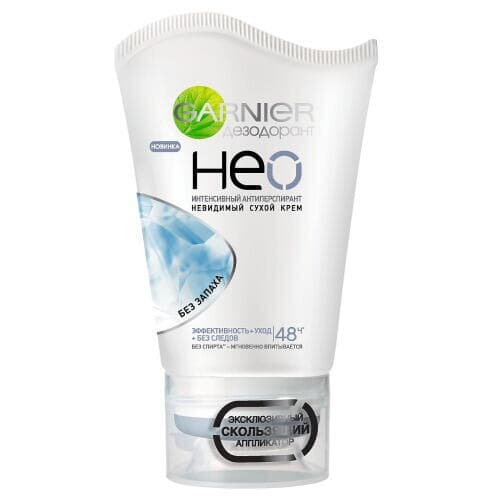 GARNIER
дезодорант
НОВИНКА
нео
ИНТЕНСИВНЫЙ АНТИПЕРСПИРАНТ
НЕВИДИМЫЙ СУХОЙ КРЕМ
БЕЗ ЗАПАХА
ЭФФЕКТИВНОСТЬ+УХОД
+ БЕЗ СЛЕДОВ
48Ч*
БЕЗ СПИРТА** – МГНОВЕННО ВПИТЫВАЕТСЯ
ЭКСКЛЮЗИВНЫЙ
СКОЛЬЗЯЩИЙ
АППЛИКАТОР